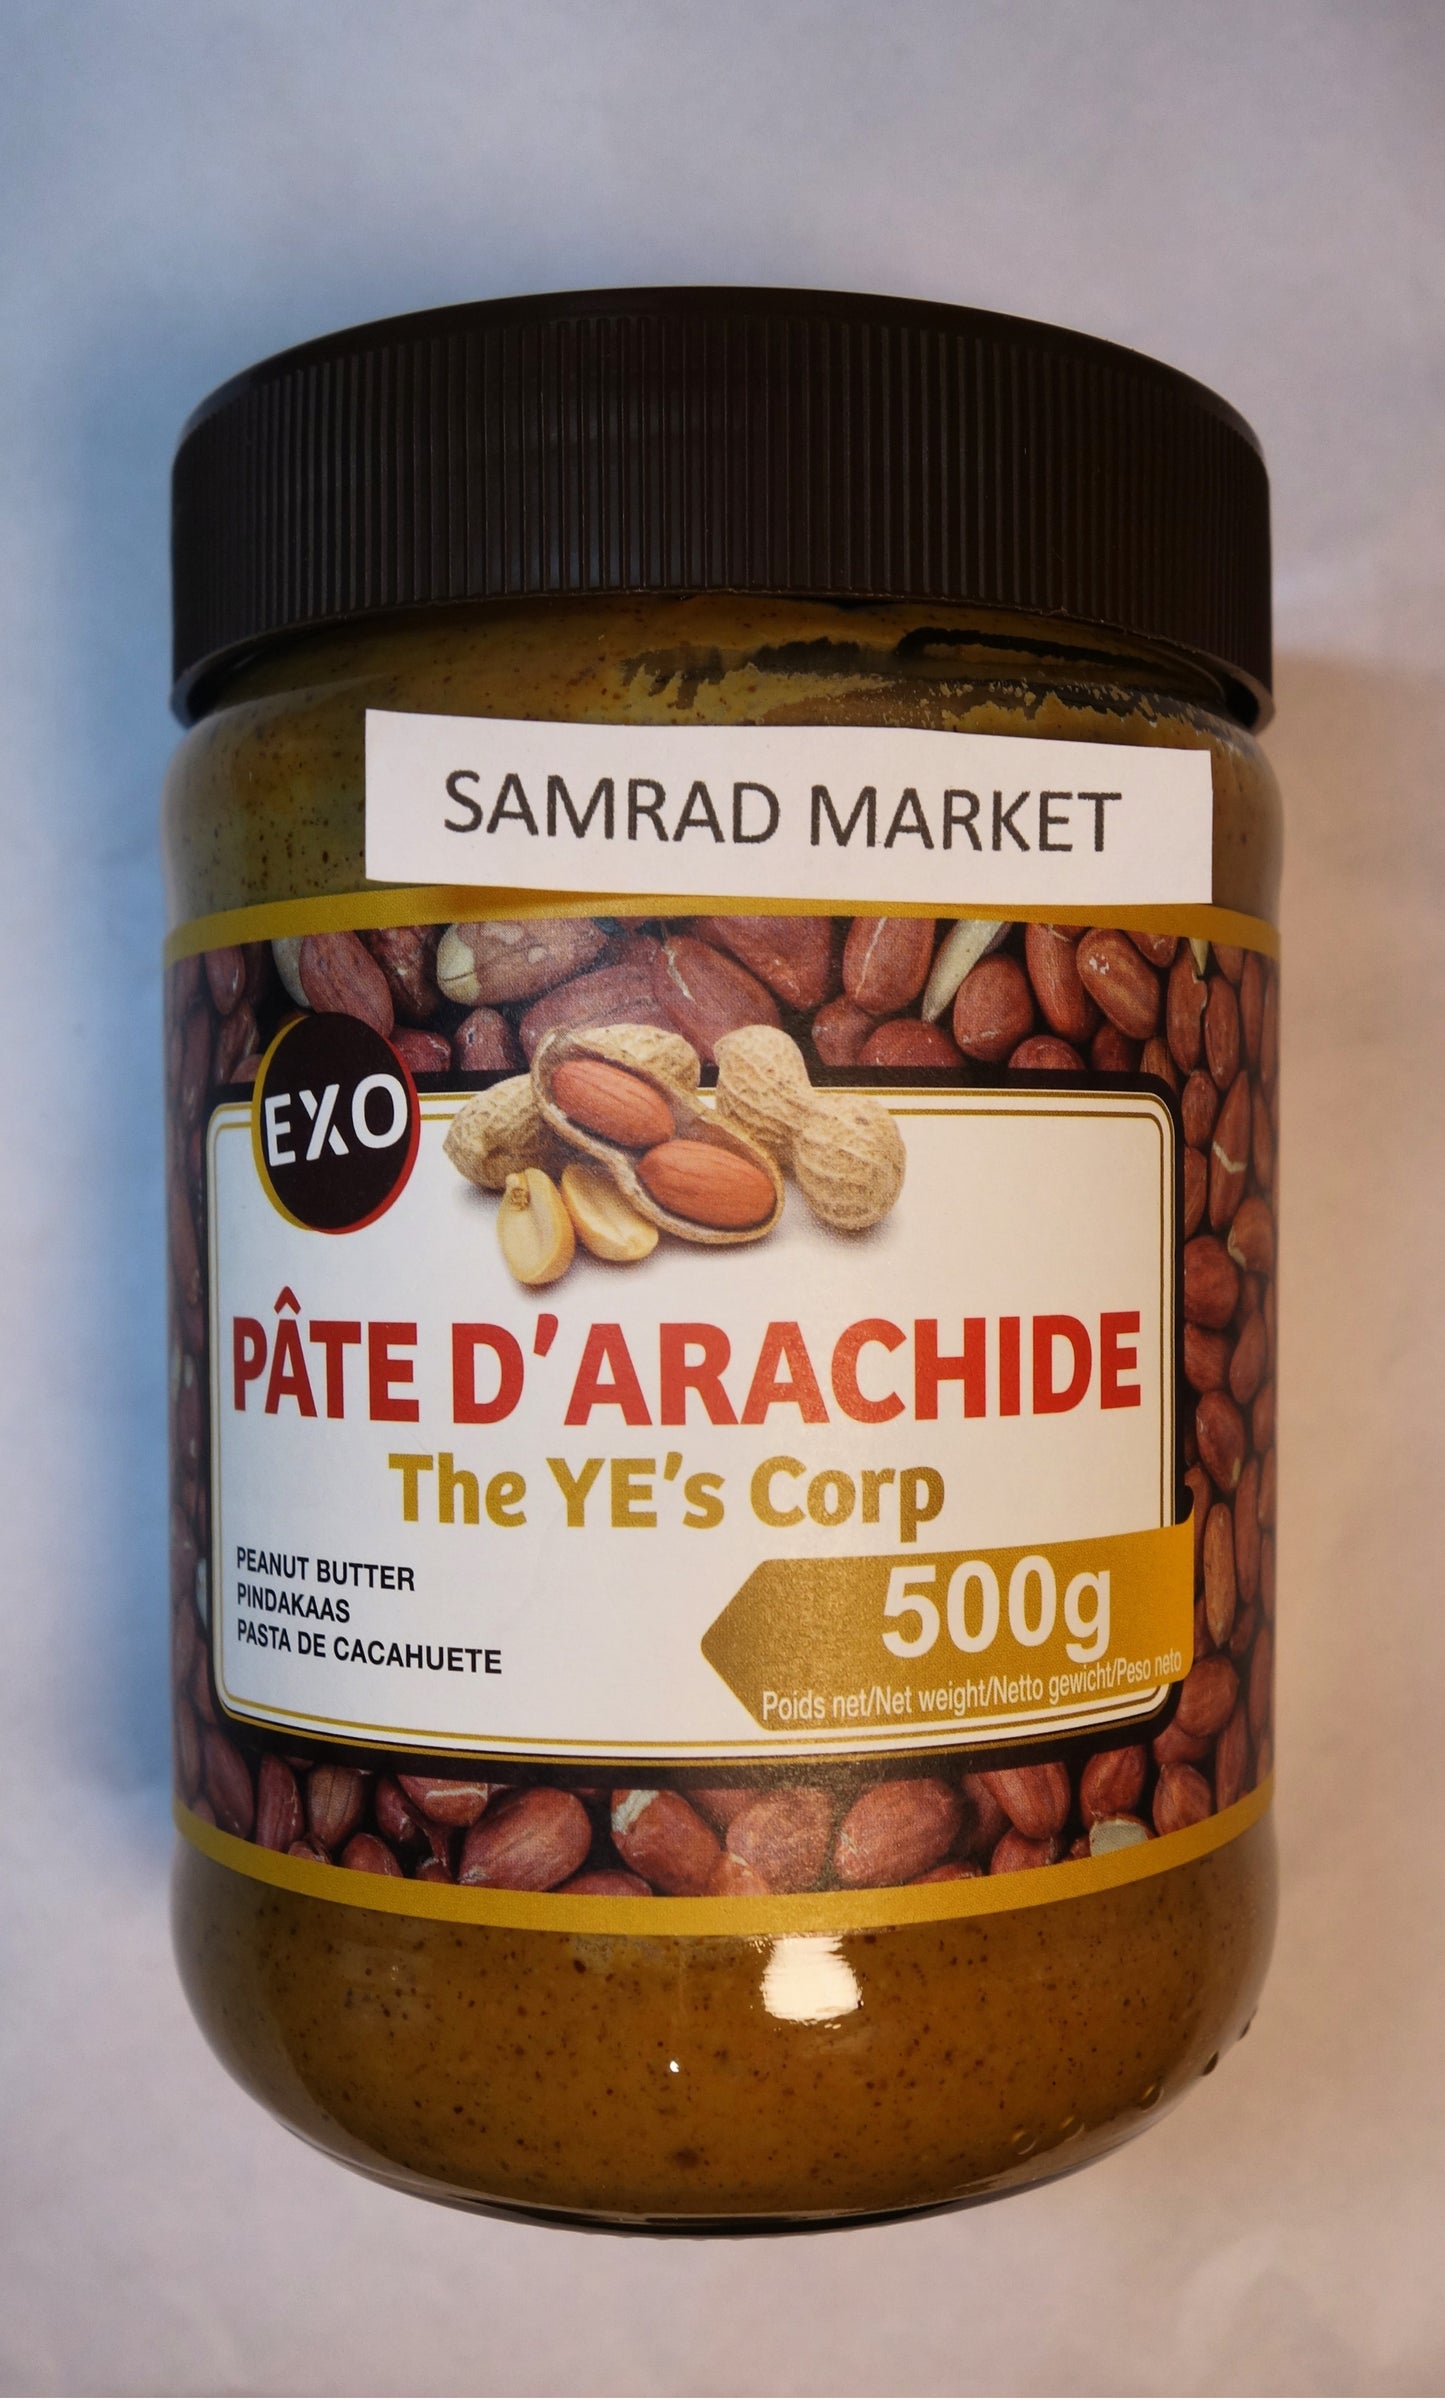 SAMRAD MARKET
EXO
PÂTE D'ARACHIDE
The YE's Corp
PEANUT BUTTER
PINDAKAAS
PASTA DE CACAHUETE
500g
Poids net/Net weight/Netto gewicht/Peso neto